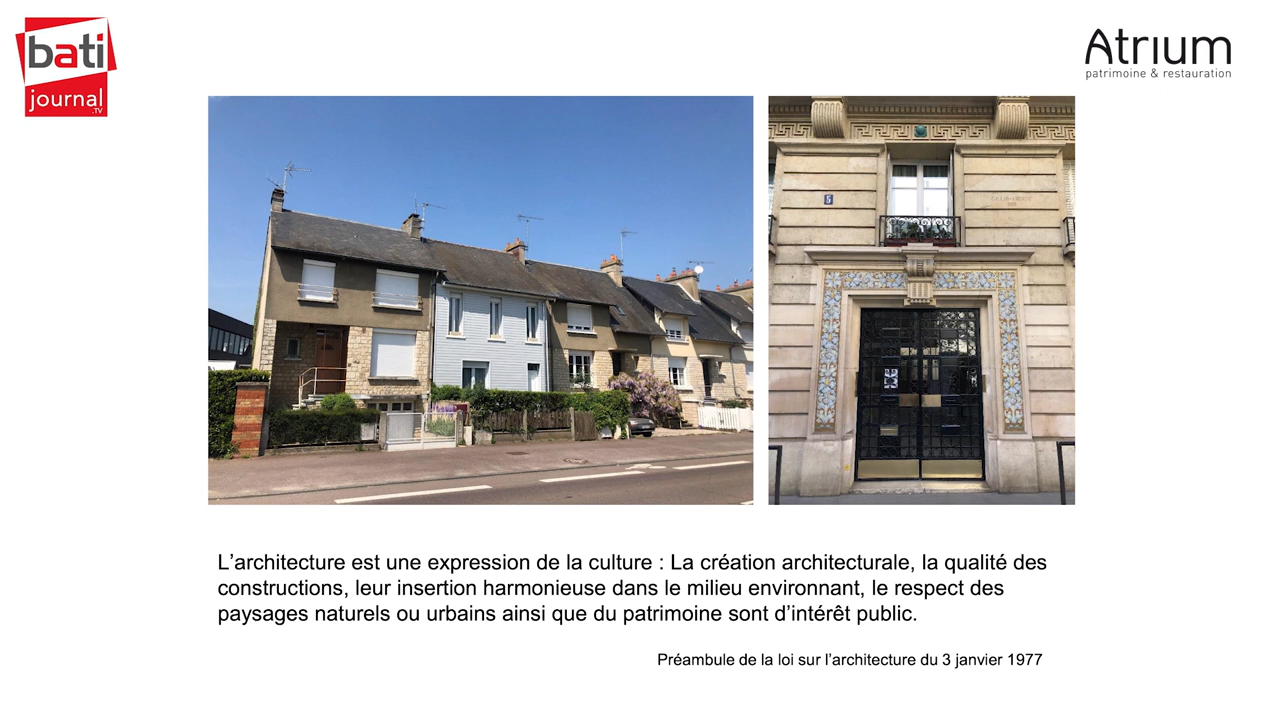 bati
journal
.TV
Atrium
patrimoine & restauration
5
L’architecture est une expression de la culture : La création architecturale, la qualité des
constructions, leur insertion harmonieuse dans le milieu environnant, le respect des
paysages naturels ou urbains ainsi que du patrimoine sont d’intérêt public.
Préambule de la loi sur l’architecture du 3 janvier 1977